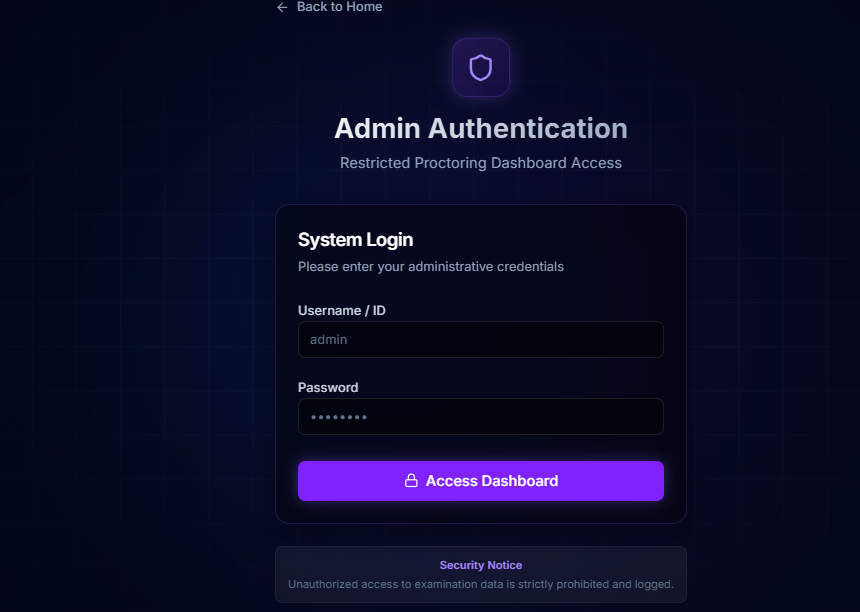 Back to Home
Admin Authentication
Restricted Proctoring Dashboard Access
System Login
Please enter your administrative credentials
Username / ID
admin
Password
••••••••
Access Dashboard
Security Notice
Unauthorized access to examination data is strictly prohibited and logged.